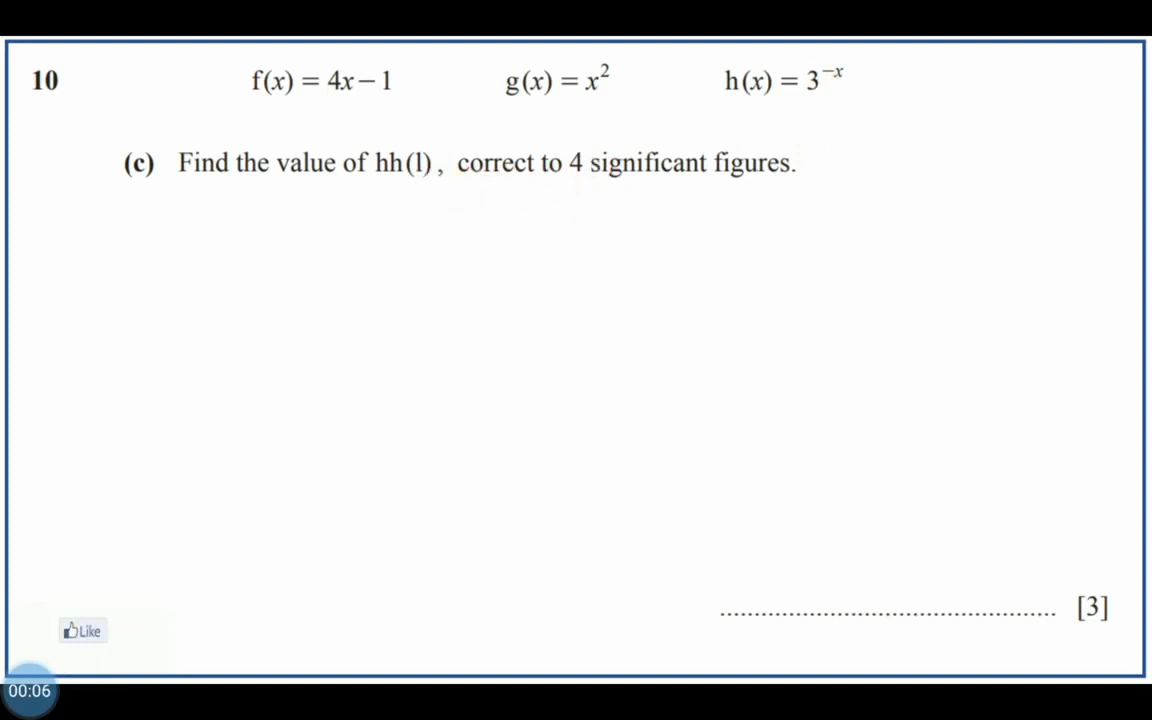 10 f(x) = 4x − 1 g(x) = x² h(x) = 3⁻ˣ
(c) Find the value of hh(l), correct to 4 significant figures.
........................................ [3]
Like
00:06